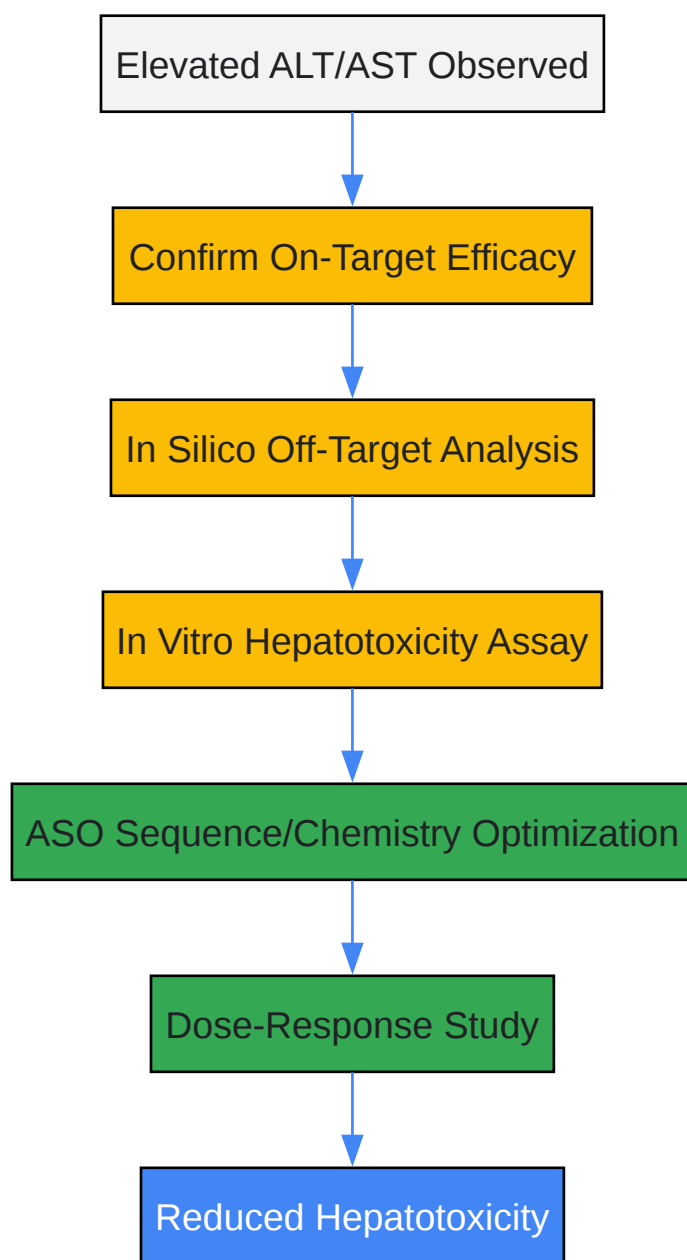 Elevated ALT/AST Observed
Confirm On-Target Efficacy
In Silico Off-Target Analysis
In Vitro Hepatotoxicity Assay
ASO Sequence/Chemistry Optimization
Dose-Response Study
Reduced Hepatotoxicity